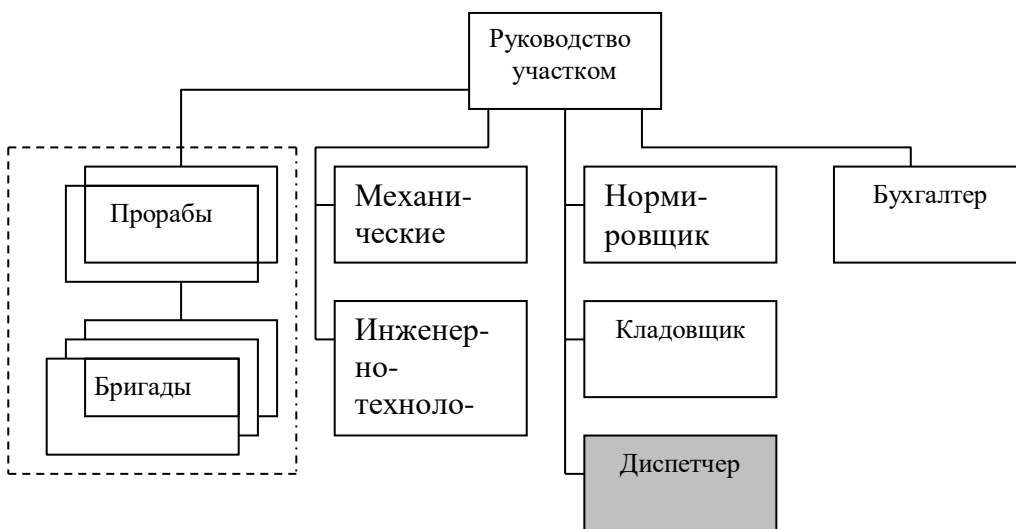 Руководство
участком
Прорабы
Механи-
ческие
Норми-
ровщик
Бухгалтер
Бригады
Инженер-
но-
техноло-
Кладовщик
Диспетчер